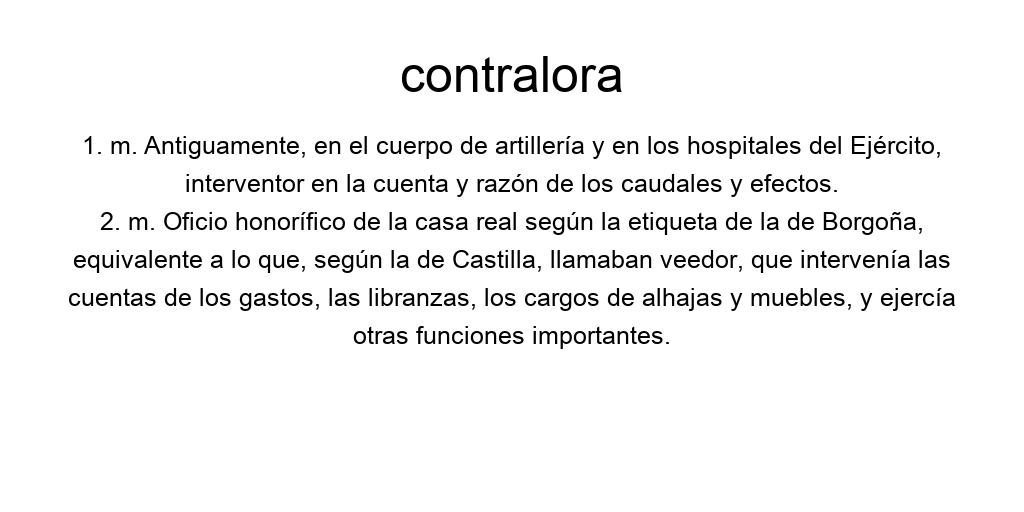 contralora
1. m. Antiguamente, en el cuerpo de artillería y en los hospitales del Ejército,
interventor en la cuenta y razón de los caudales y efectos.
2. m. Oficio honorífico de la casa real según la etiqueta de la de Borgoña,
equivalente a lo que, según la de Castilla, llamaban veedor, que intervenía las
cuentas de los gastos, las libranzas, los cargos de alhajas y muebles, y ejercía
otras funciones importantes.